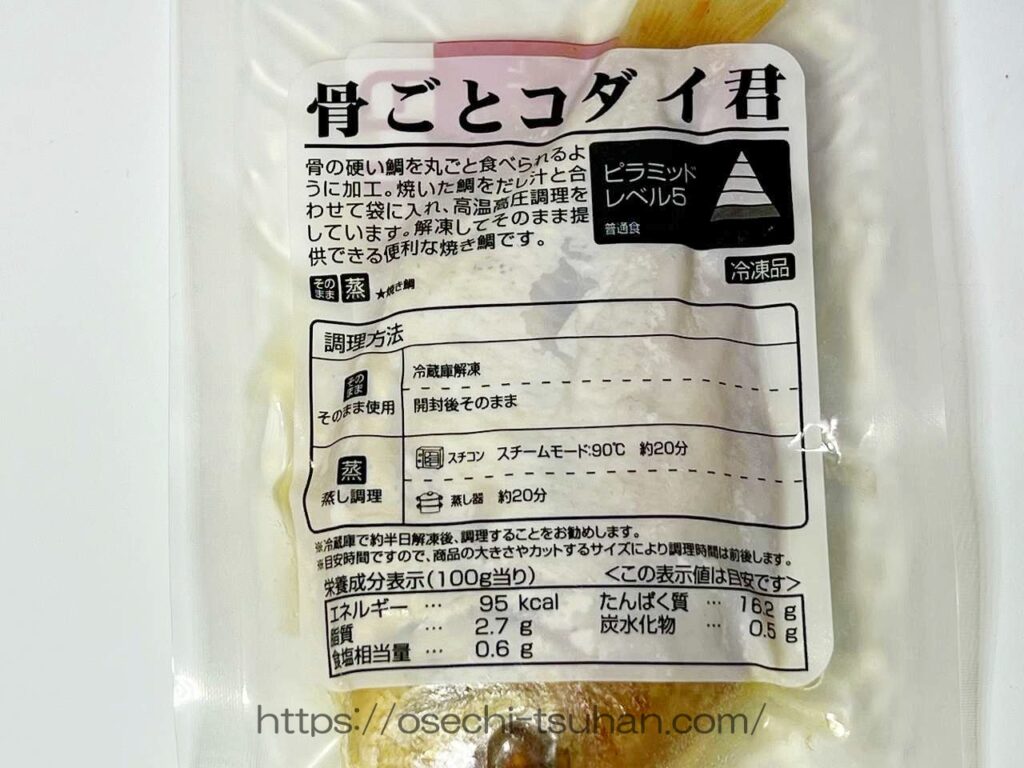 骨ごとコダイ君
骨の硬い鯛を丸ごと食べられるよ
うに加工。焼いた鯛をだし汁と合
わせて袋に入れ、高温高圧調理を
しています。解凍してそのまま提
供できる便利な焼き鯛です。
ピラミッド
レベル5
普通食
冷凍品
そのまま 蒸 ★焼き鯛
調理方法
そのまま
そのまま使用
冷蔵庫解凍
開封後そのまま
蒸
蒸し調理
スチコン スチームモード:90℃ 約20分
蒸し器 約20分
※冷蔵庫で約半日解凍後、調理することをお勧めします。
※目安時間ですので、商品の大きさやカットするサイズにより調理時間は前後します。
栄養成分表示(100g当り) <この表示値は目安です>
エネルギー … 95 kcal たんぱく質 … 16.2 g
脂質 … 2.7 g 炭水化物 … 0.5 g
食塩相当量 … 0.6 g
https://osechi-tsuhan.com/